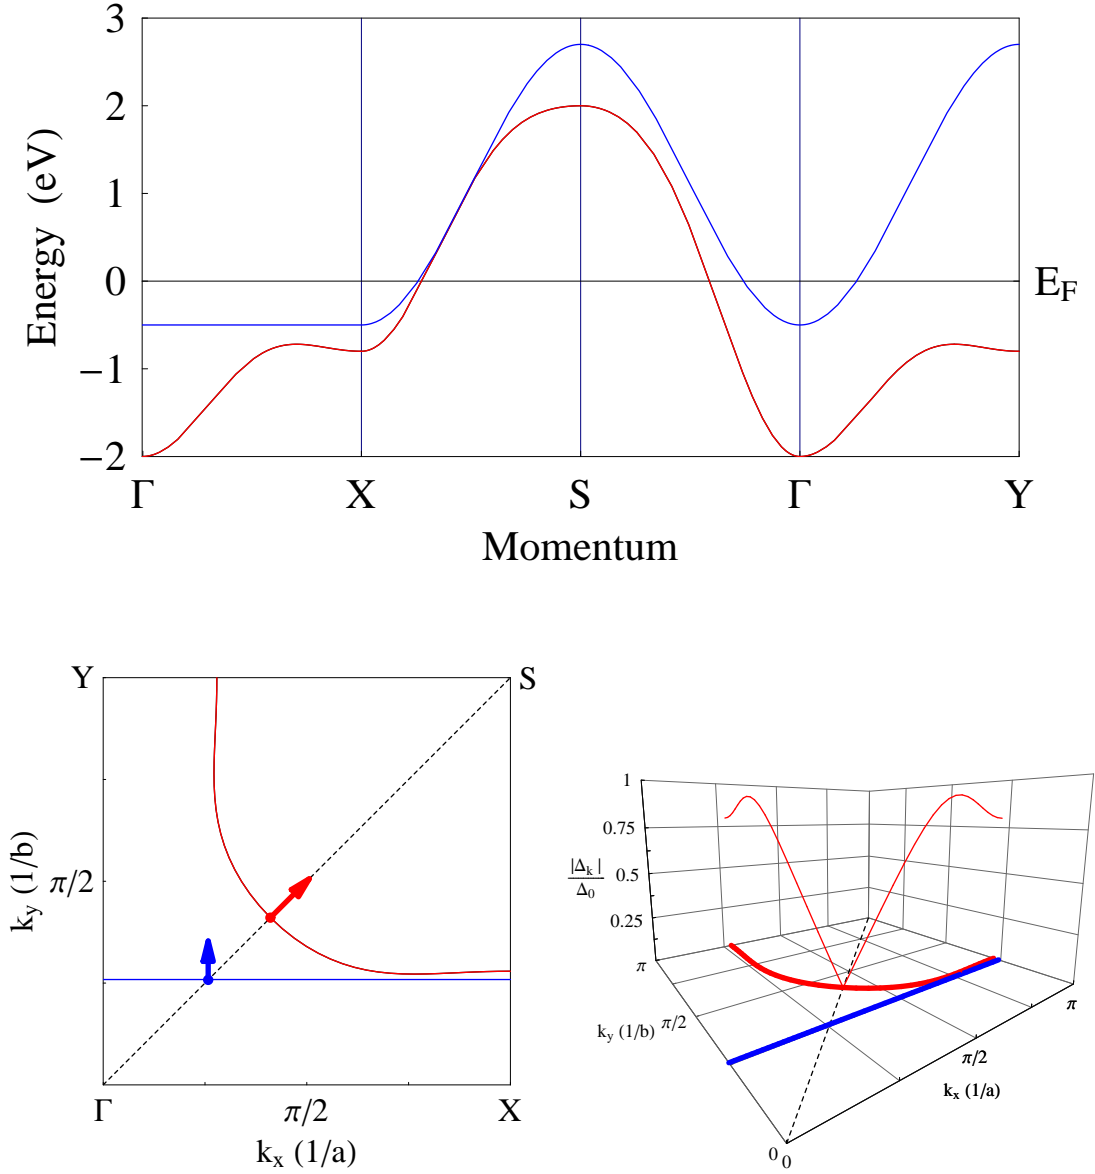 3
2
1
0
−1
−2
Energy (eV)
E_F
Γ X S Γ Y
Momentum
Y
S
k_y (1/b)
π/2
Γ
π/2
X
k_x (1/a)
1
0.75
0.5
0.25
|Δ_k|
Δ_0
π
k_y (1/b)
π/2
0
0
π/2
π
k_x (1/a)